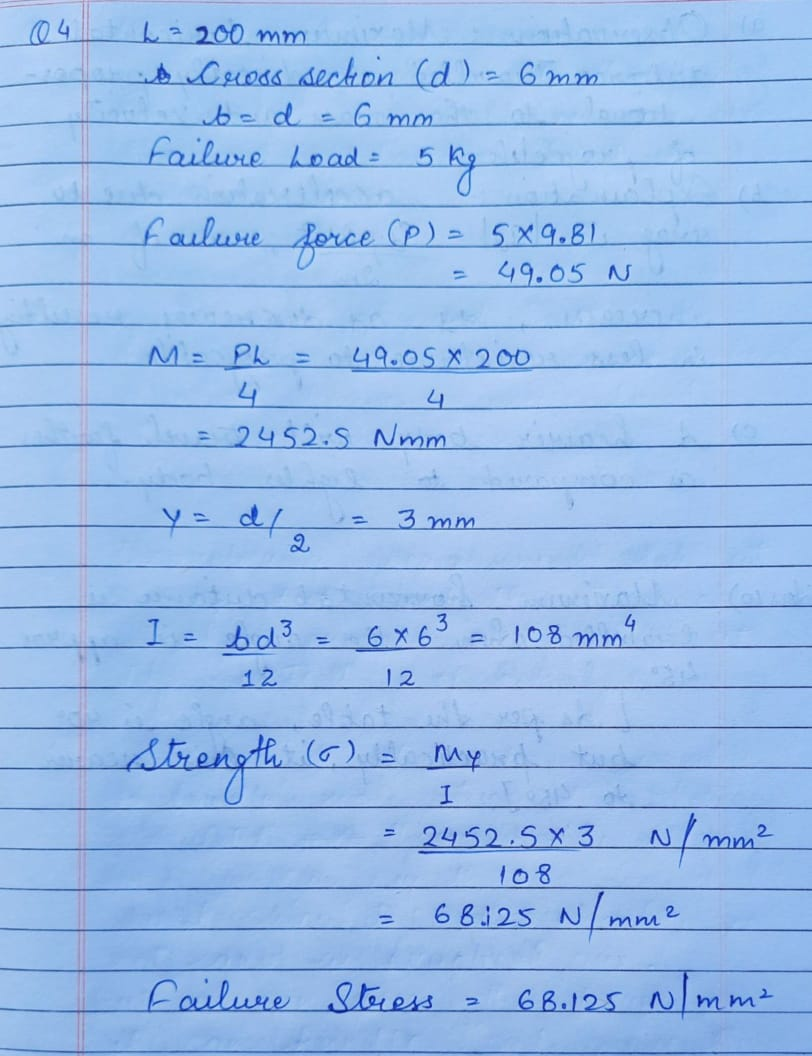 Q4 L = 200 mm
Cross section (d) = 6 mm
b = d = 6 mm
Failure Load = 5 Kg
Failure force (P) = 5 × 9.81
= 49.05 N
M = PL/4 = 49.05 × 200/4
= 2452.5 Nmm
Y = d/2 = 3 mm
I = bd³/12 = 6 × 6³/12 = 108 mm⁴
Strength (σ) = My/I
= 2452.5 × 3/108 N/mm²
= 68.125 N/mm²
Failure Stress = 68.125 N/mm²